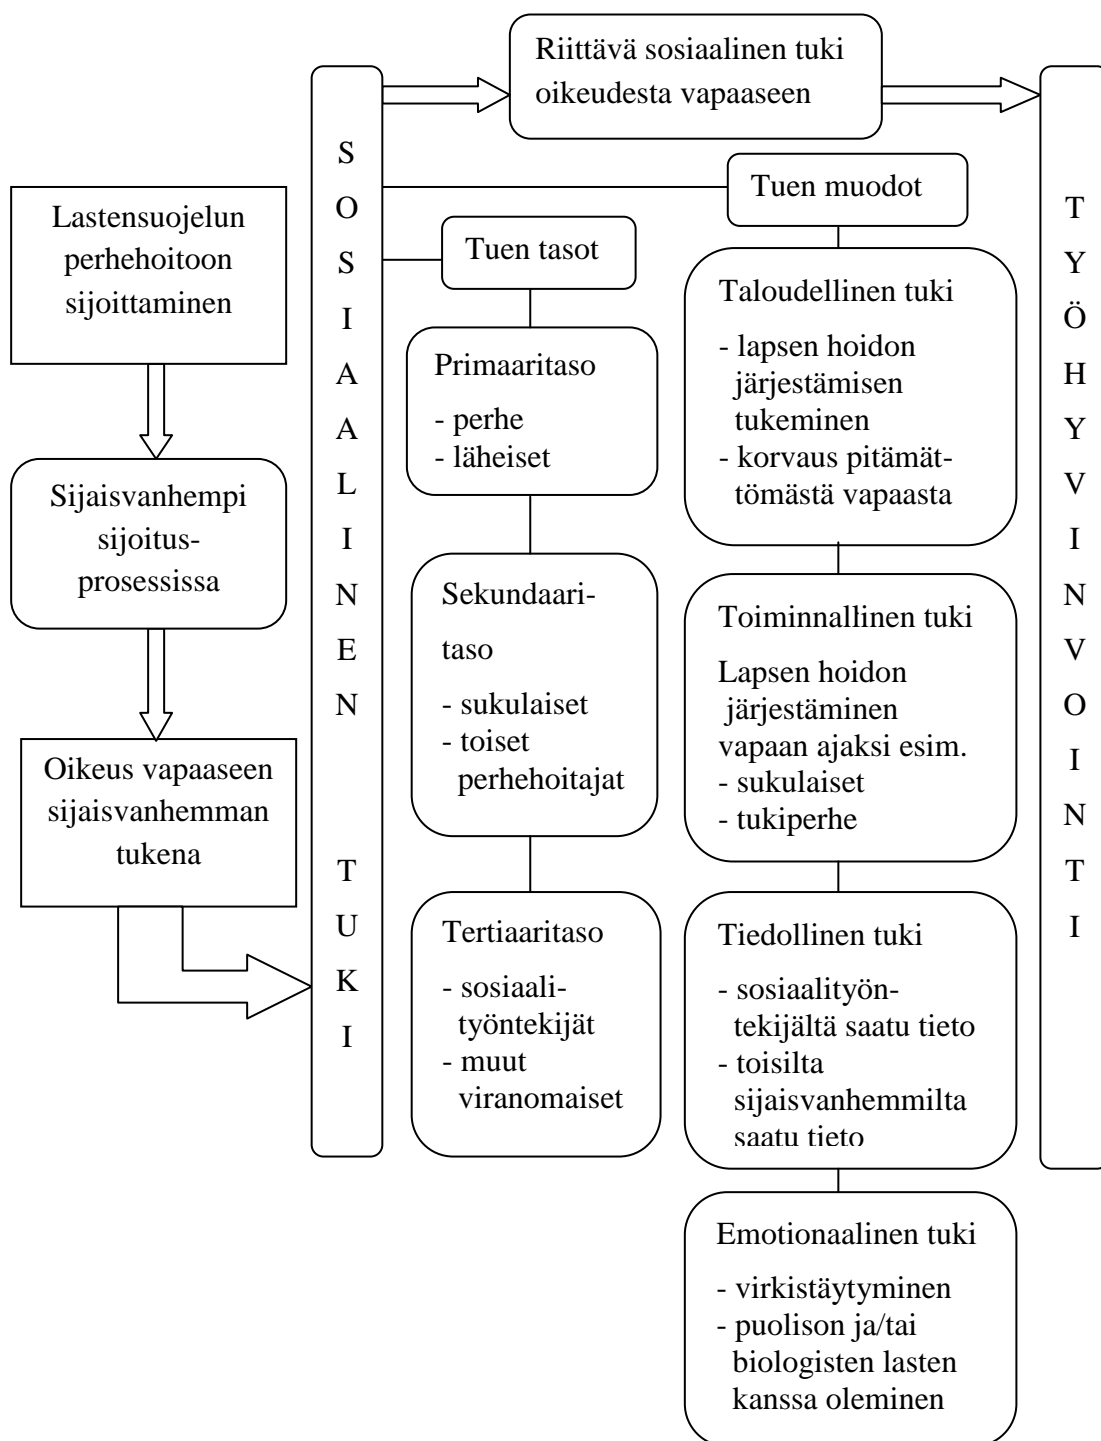 Lastensuojelun
perhehoitoon
sijoittaminen
Sijaisvanhempi
sijoitus-
prosessissa
Oikeus vapaaseen
sijaisvanhemman
tukena
S
O
S
I
A
A
L
I
N
E
N
T
U
K
I
Riittävä sosiaalinen tuki
oikeudesta vapaaseen
Tuen tasot
Primaaritaso
- perhe
- läheiset
Sekundaari-
taso
- sukulaiset
- toiset
perhehoitajat
Tertiaaritaso
- sosiaali-
työntekijät
- muut
viranomaiset
Tuen muodot
Taloudellinen tuki
- lapsen hoidon
järjestämisen
tukeminen
- korvaus pitämät-
tömästä vapaasta
Toiminnallinen tuki
Lapsen hoidon
järjestäminen
vapaan ajaksi esim.
- sukulaiset
- tukiperhe
Tiedollinen tuki
- sosiaalityön-
tekijältä saatu tieto
- toisilta
sijaisvanhemmilta
saatu tieto
Emotionaalinen tuki
- virkistäytyminen
- puolison ja/tai
biologisten lasten
kanssa oleminen
T
Y
Ö
H
Y
V
I
N
V
O
I
N
T
I